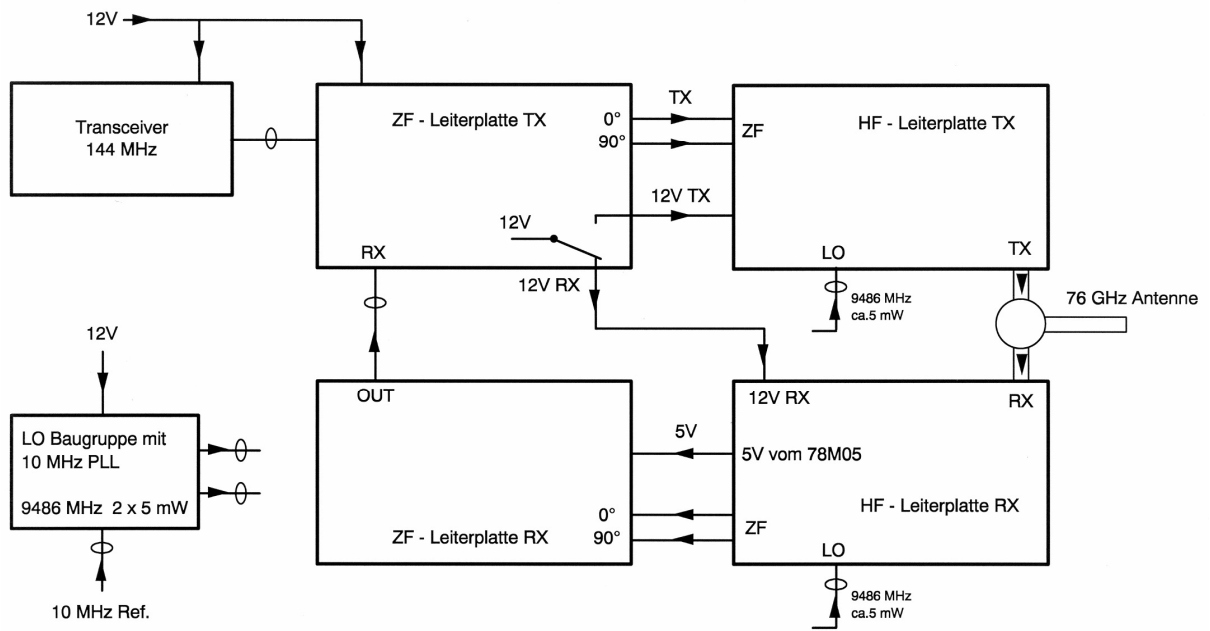 12V
Transceiver
144 MHz
ZF - Leiterplatte TX
0°
90°
12V
RX
12V RX
TX
12V TX
HF - Leiterplatte TX
ZF
LO
TX
9486 MHz
ca.5 mW
76 GHz Antenne
12V
LO Baugruppe mit
10 MHz PLL
9486 MHz 2 x 5 mW
10 MHz Ref.
OUT
ZF - Leiterplatte RX
0°
90°
5V
12V RX
RX
5V vom 78M05
HF - Leiterplatte RX
ZF
LO
9486 MHz
ca.5 mW